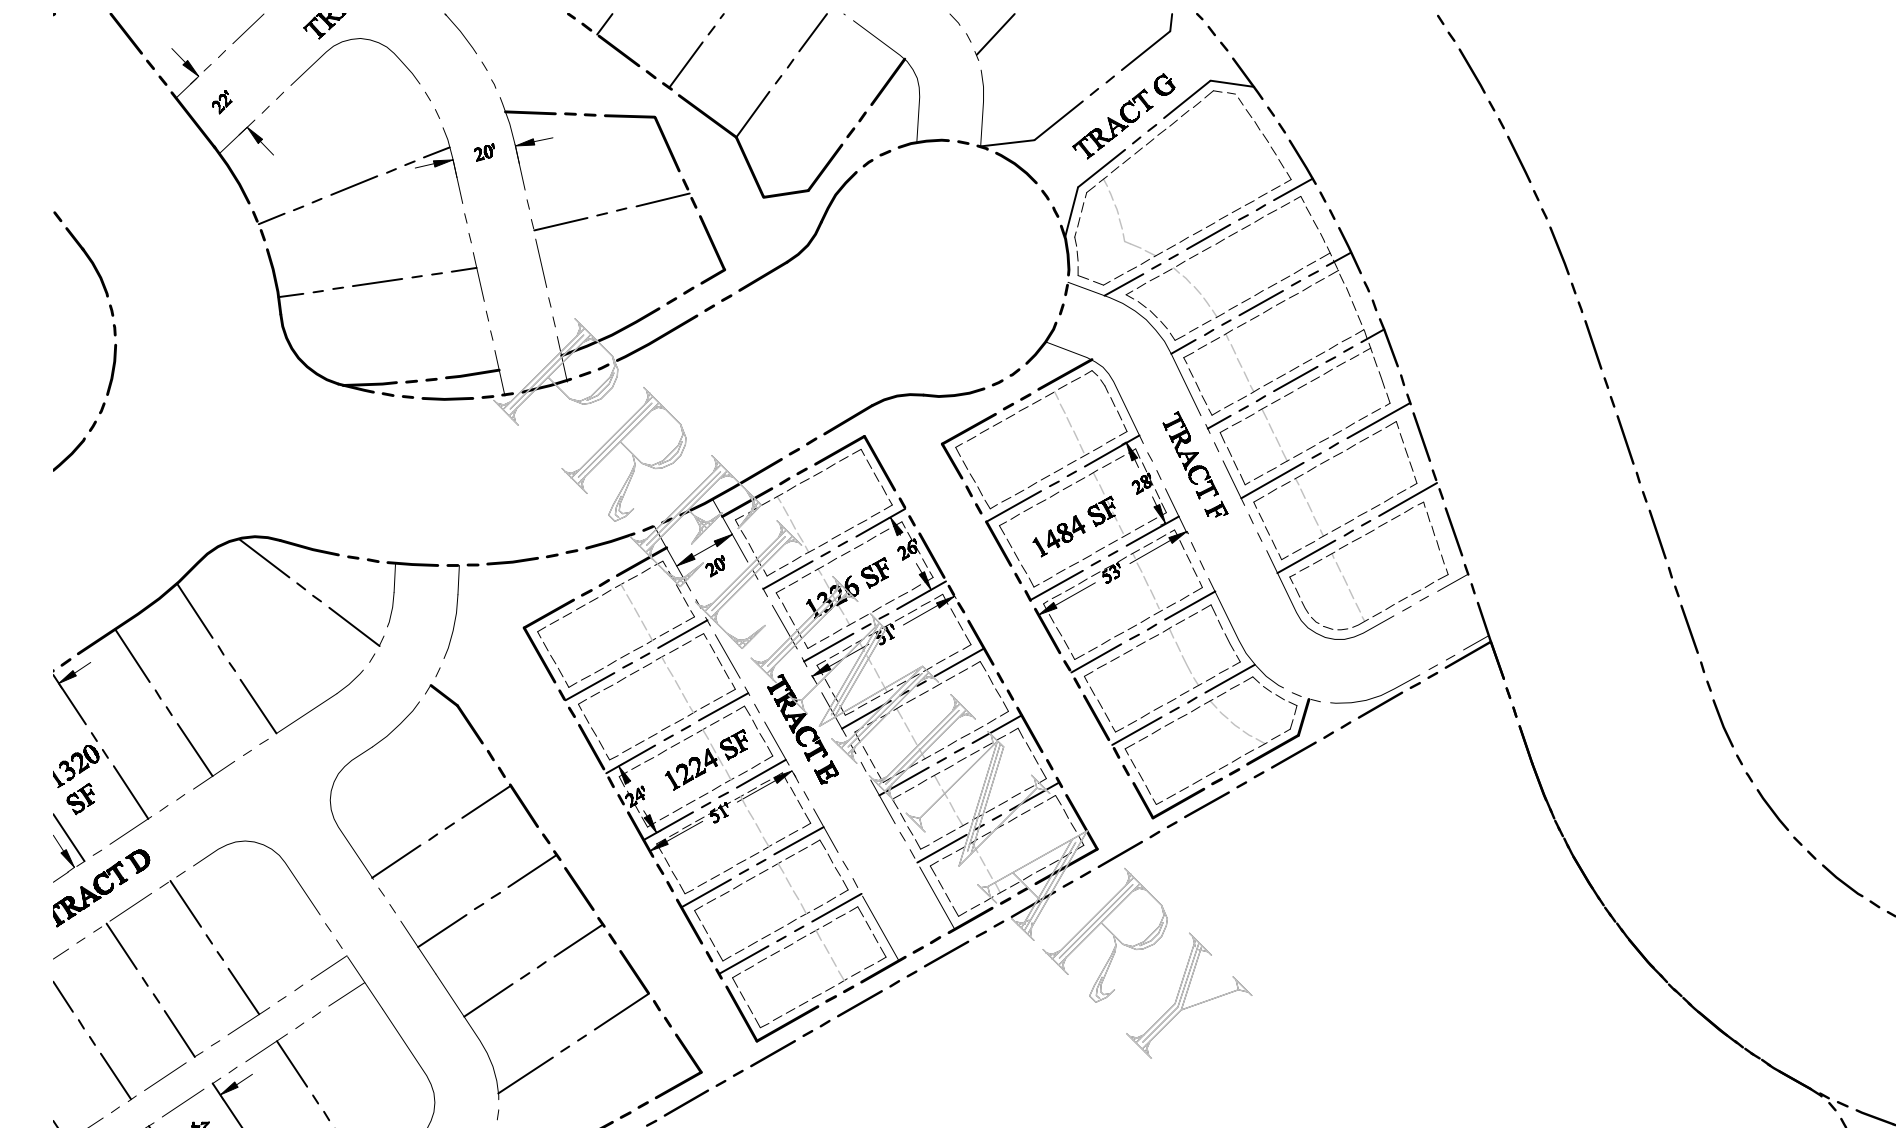 22'
20'
TRACT G
TRACT F
28'
1484 SF
53'
26'
1326 SF
51'
20'
TRACT E
1224 SF
24'
51'
1320
SF
TRACT D
PRELIMINARY